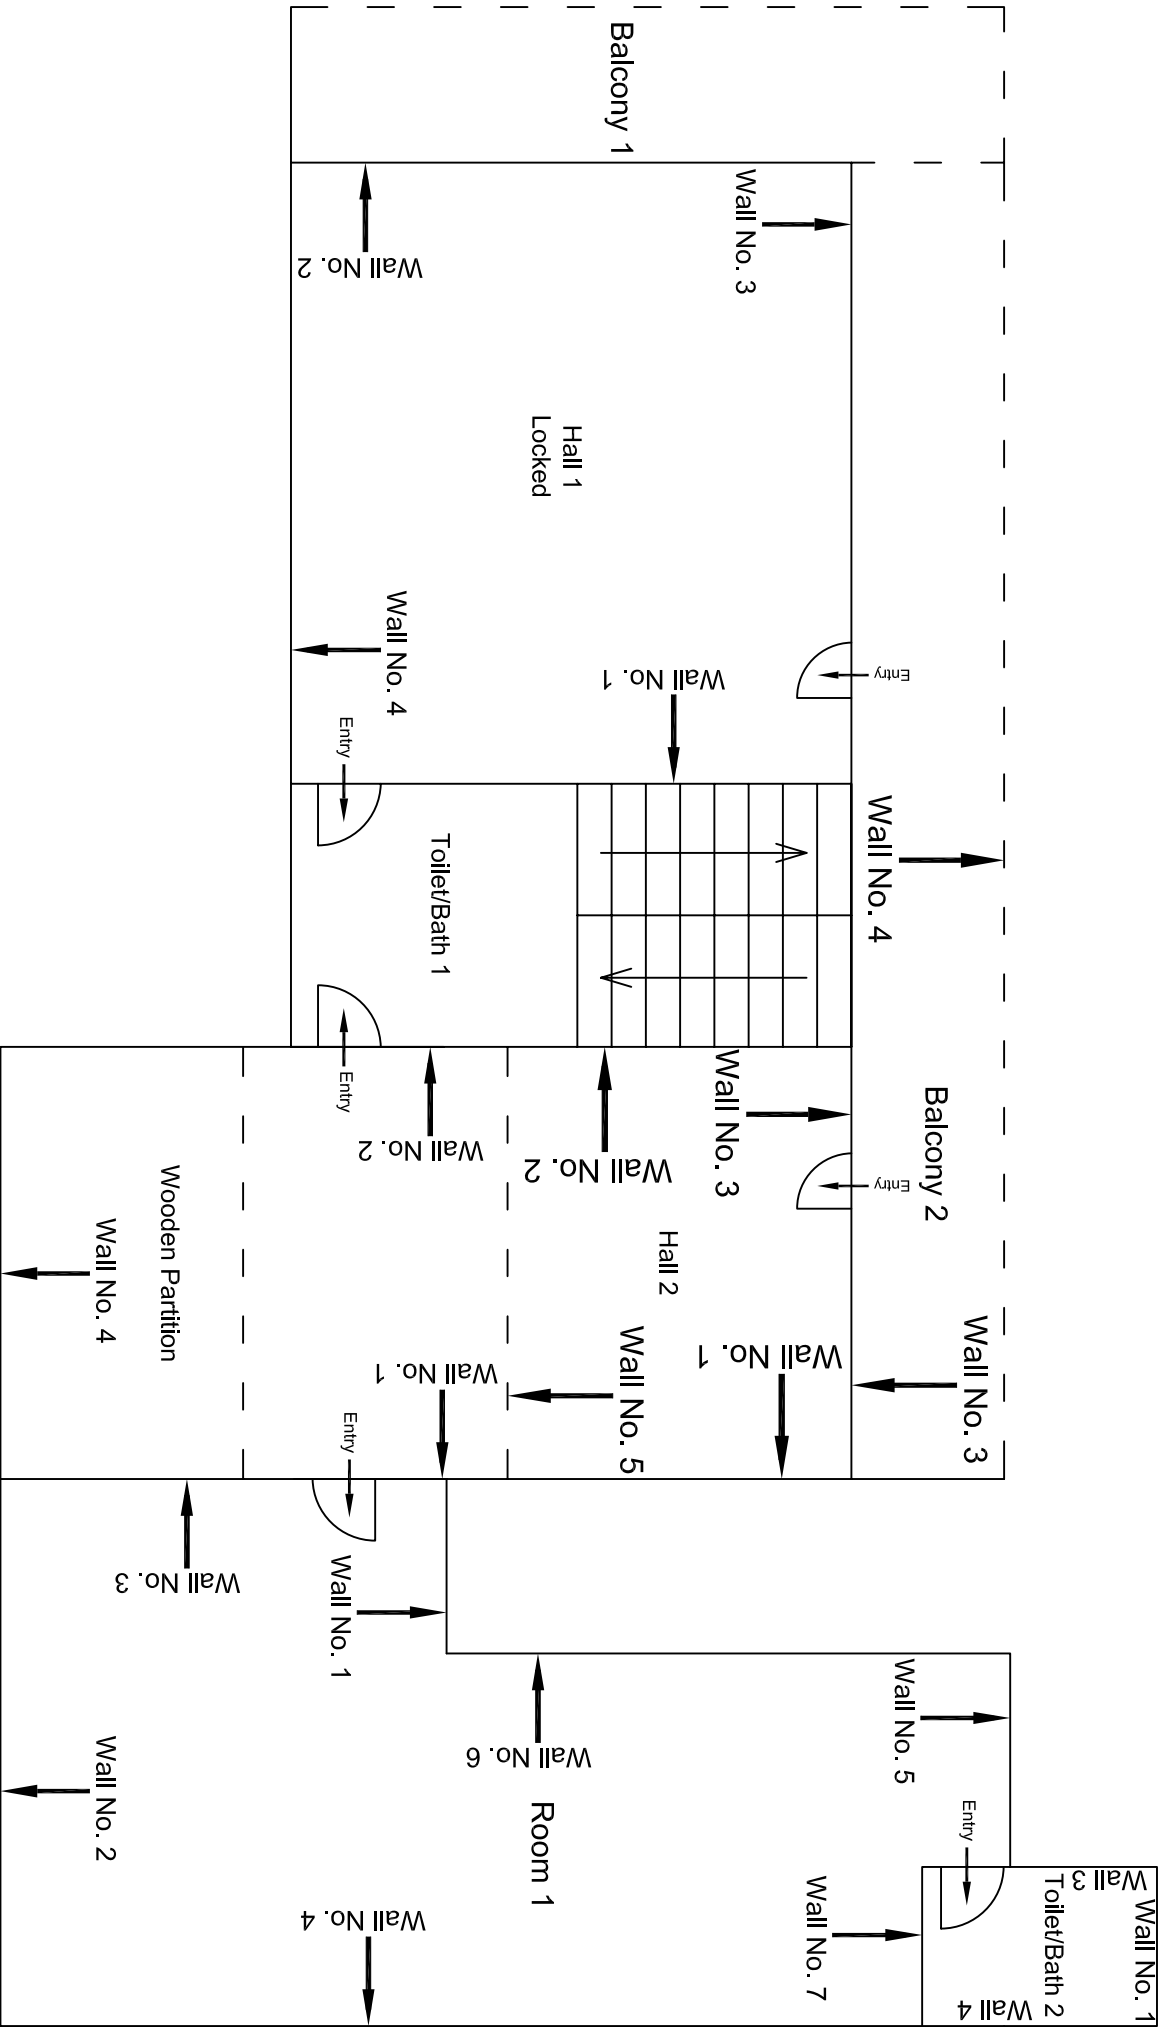 Balcony 1
Wall No. 3
Wall No. 2
Hall 1
Locked
Wall No. 4
Wall No. 1
Entry
Entry
Toilet/Bath 1
Wall No. 4
Entry
Wall No. 3
Wall No. 2
Wall No. 2
Balcony 2
Entry
Hall 2
Wooden Partition
Wall No. 4
Wall No. 5
Wall No. 1
Wall No. 1
Wall No. 3
Entry
Wall No. 3
Wall No. 1
Wall No. 5
Wall No. 6
Wall No. 2
Room 1
Entry
Wall No. 4
Wall No. 7
Wall 3
Toilet/Bath 2
Wall No. 1
Wall 4